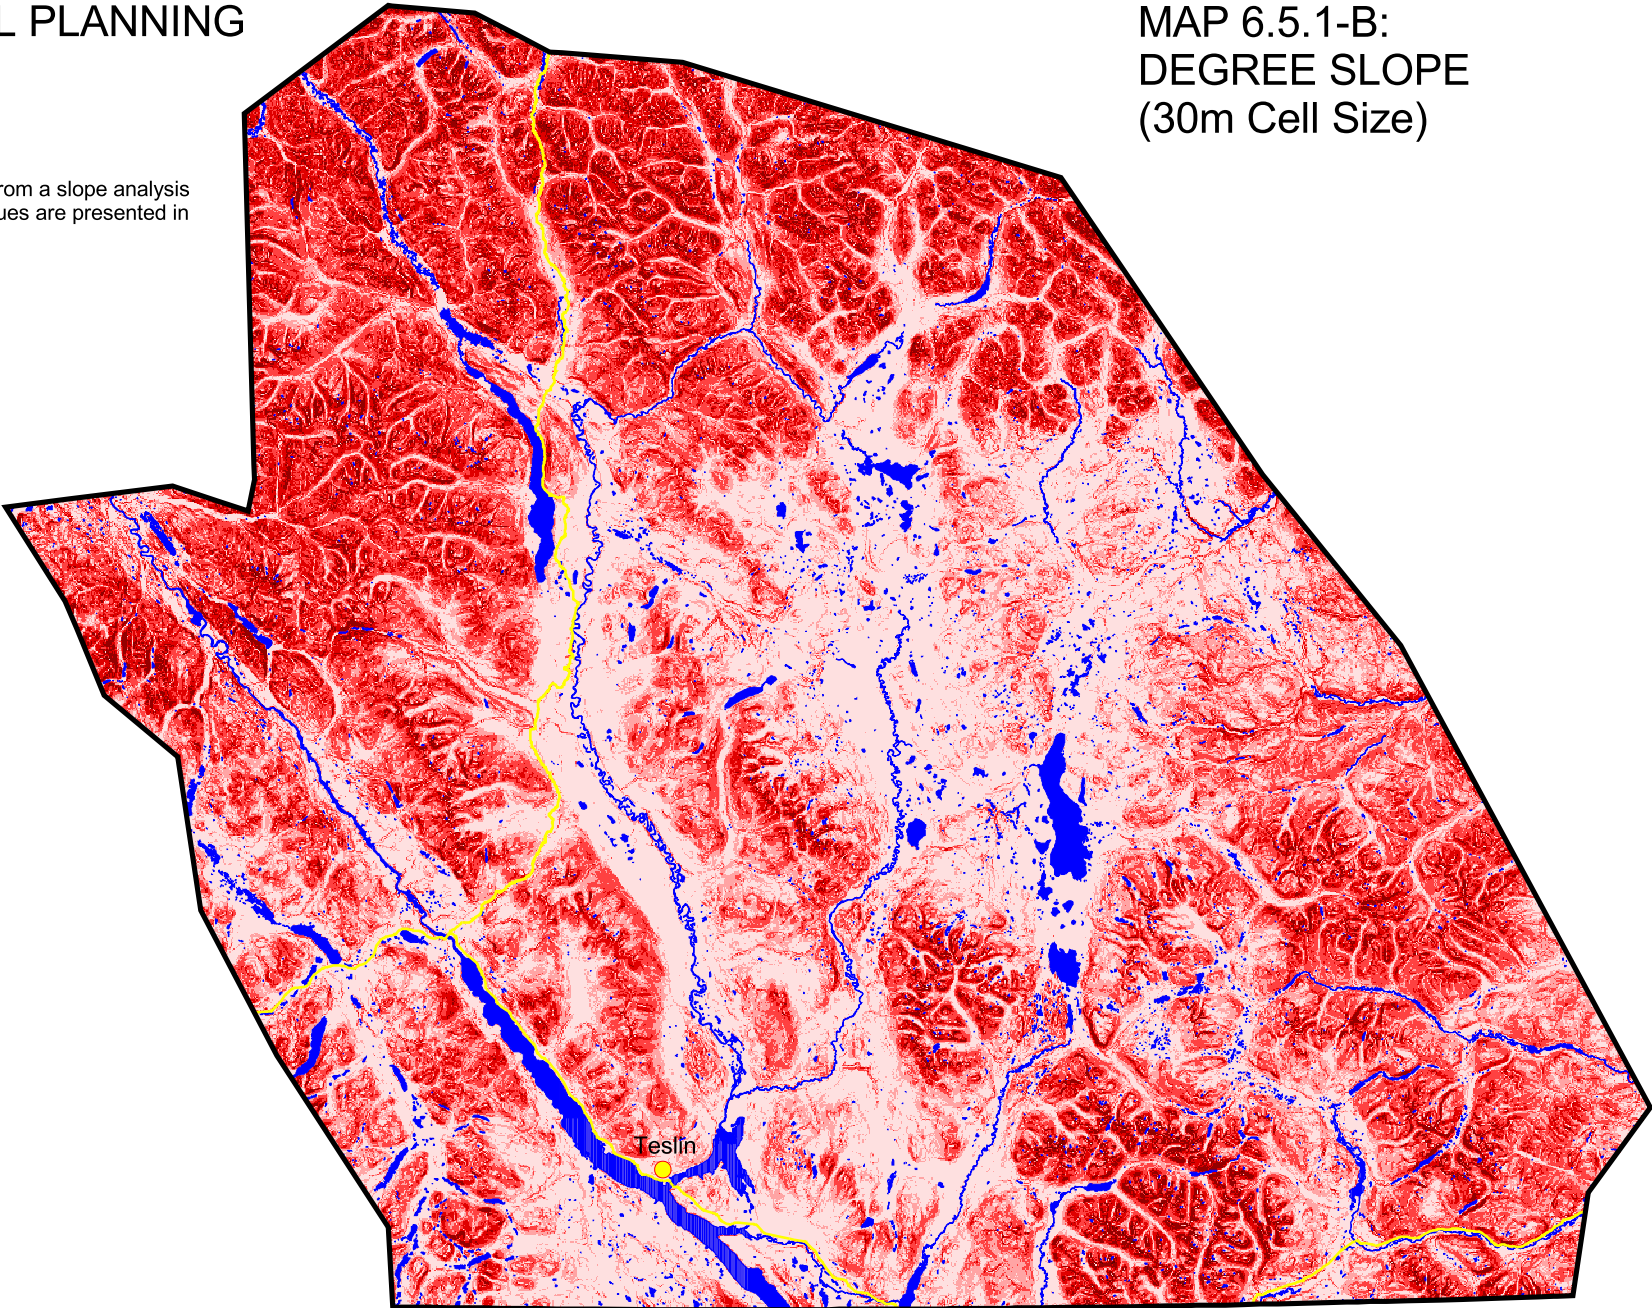 L PLANNING
MAP 6.5.1-B:
DEGREE SLOPE
(30m Cell Size)
rom a slope analysis
ues are presented in
Teslin